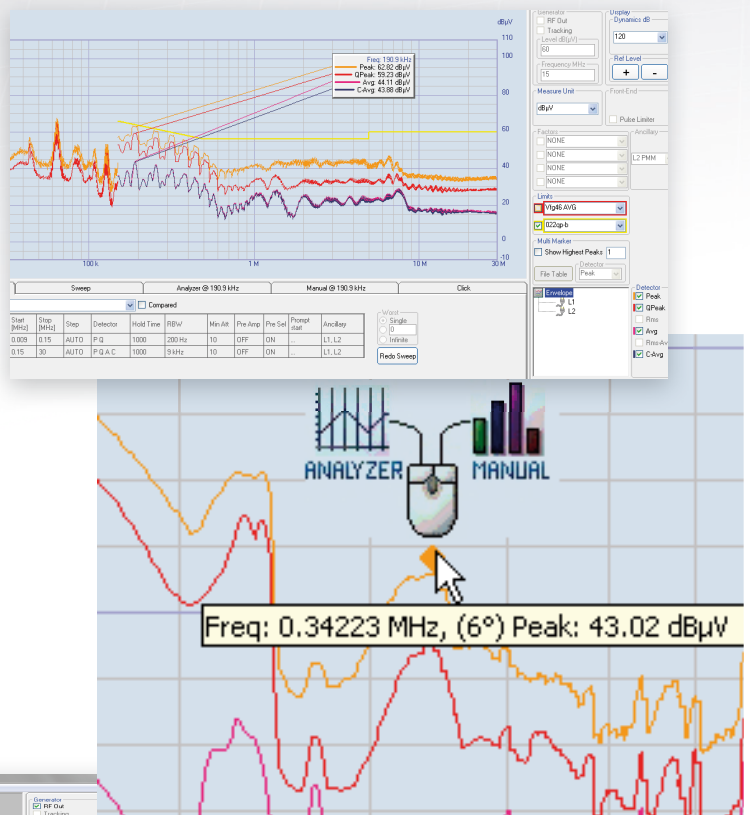 dBµV
110
100
80
60
40
20
0
-10
100 k
1 M
10 M
30 M
Freq: 190.9 kHz
Peak: 62.82 dBµV
QPeak: 59.23 dBµV
Avg: 44.11 dBµV
C-Avg: 43.88 dBµV
Generator
RF Out
Tracking
Level dB(µV)
60
Frequency MHz
15
Display
Dynamics dB
120
Ref Level
+ -
Measure Unit
dBµV
Front-End
Pulse Limiter
Factors
NONE
NONE
NONE
NONE
Ancillary
L2 PMM
Limits
Vfg46 AVG
022qp-b
Multi Marker
Show Highest Peaks 1
File Table
Detector
Peak
Envelope
L1
L2
Detector
Peak
QPeak
Rms
Avg
Rms-Av
C-Avg
Sweep
Analyzer @ 190.9 kHz
Manual @ 190.9 kHz
Click
Compared
Start [MHz] Stop [MHz] Step Detector Hold Time RBW Min Att Pre Amp Pre Sel Prompt start Ancillary
0.009 0.15 AUTO P Q 1000 200 Hz 10 OFF ON ... L1, L2
0.15 30 AUTO P Q A C 1000 9 kHz 10 OFF ON ... L1, L2
Worst
Single
0
Infinite
Redo Sweep
ANALYZER
MANUAL
Freq: 0.34223 MHz, (6°) Peak: 43.02 dBµV
Generator
RF Out
Tracking